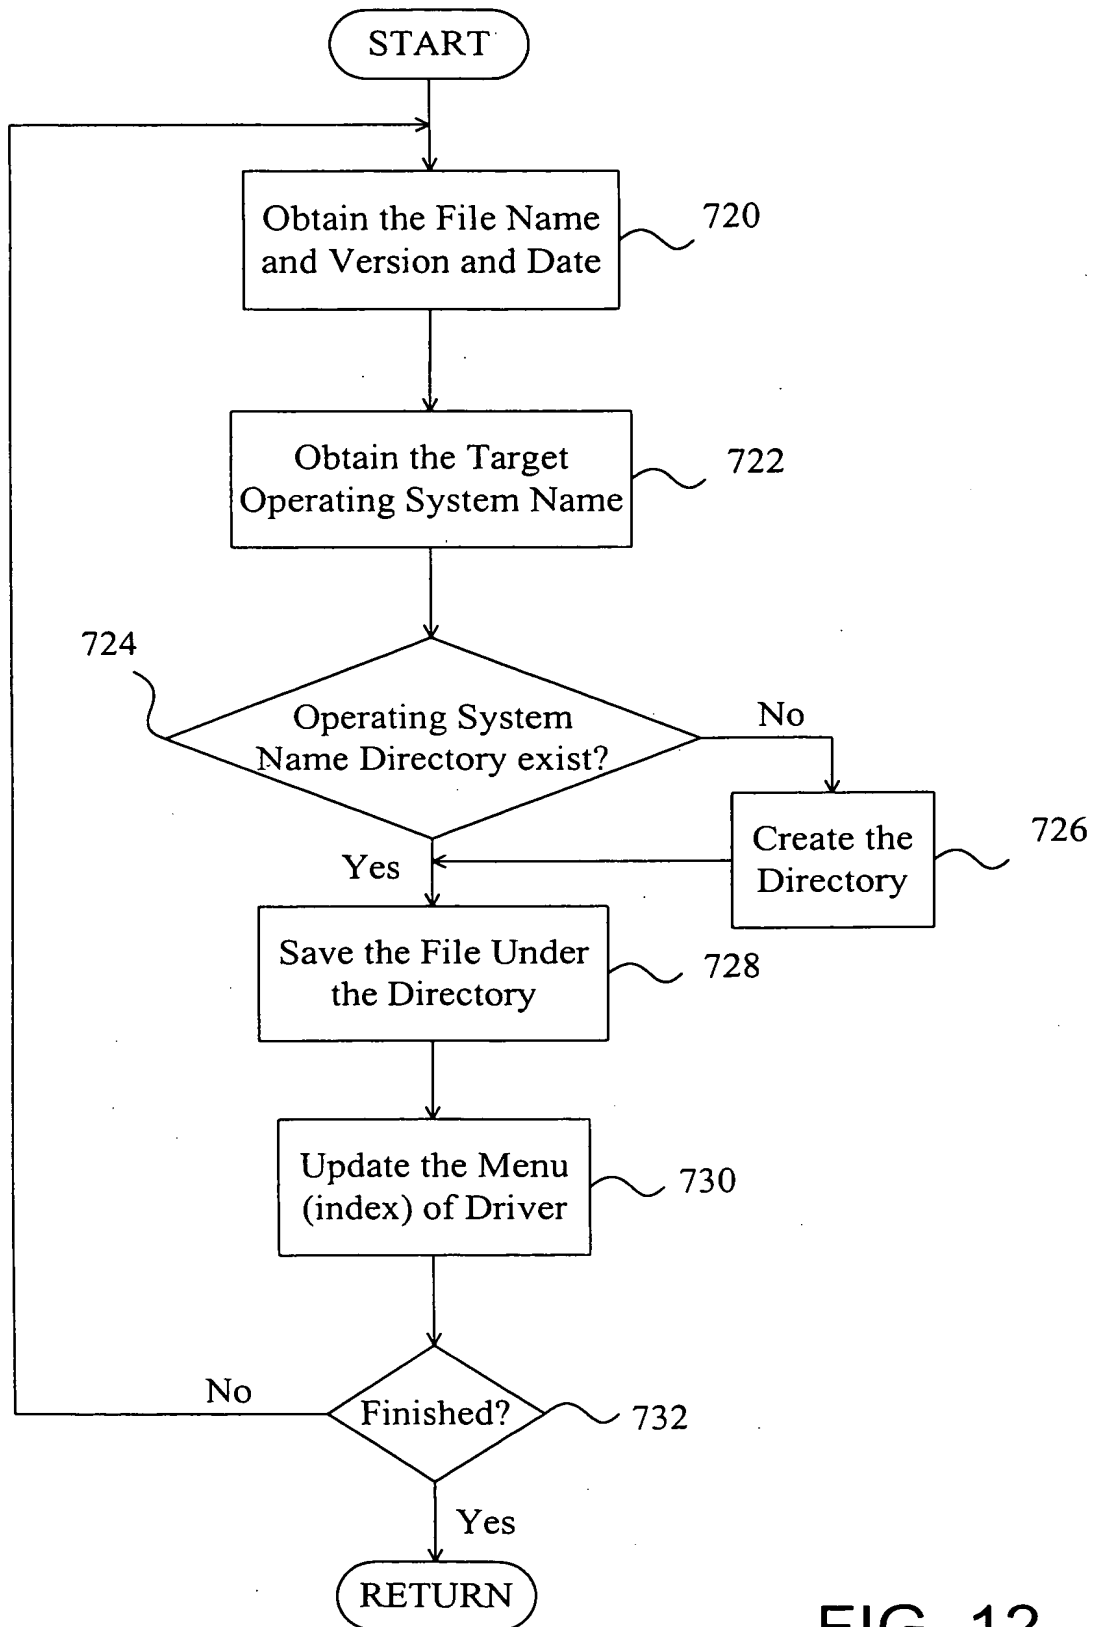 START
Obtain the File Name
and Version and Date
720
Obtain the Target
Operating System Name
722
724
Operating System
Name Directory exist?
No
Create the
Directory
726
Yes
Save the File Under
the Directory
728
Update the Menu
(index) of Driver
730
No
Finished?
732
Yes
RETURN
FIG. 12